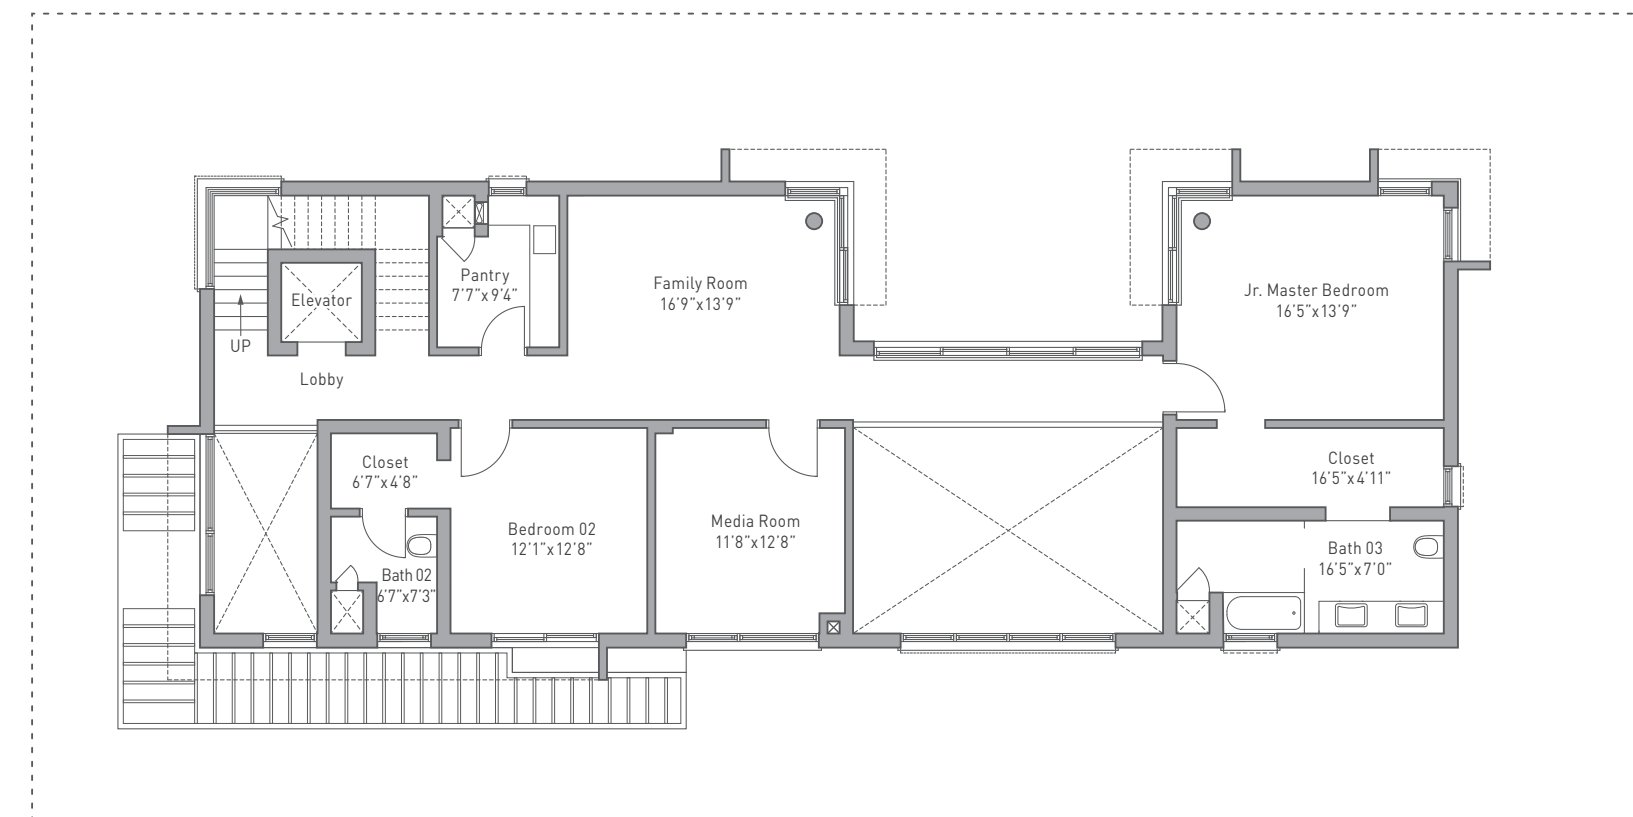 Pantry
7’7”x9’4”
Family Room
16’9”x13’9”
Jr. Master Bedroom
16’5”x13’9”
Elevator
UP
Lobby
Closet
6’7”x4’8”
Bedroom 02
12’1”x12’8”
Media Room
11’8”x12’8”
Closet
16’5”x4’11”
Bath 02
6’7”x7’3”
Bath 03
16’5”x7’0”